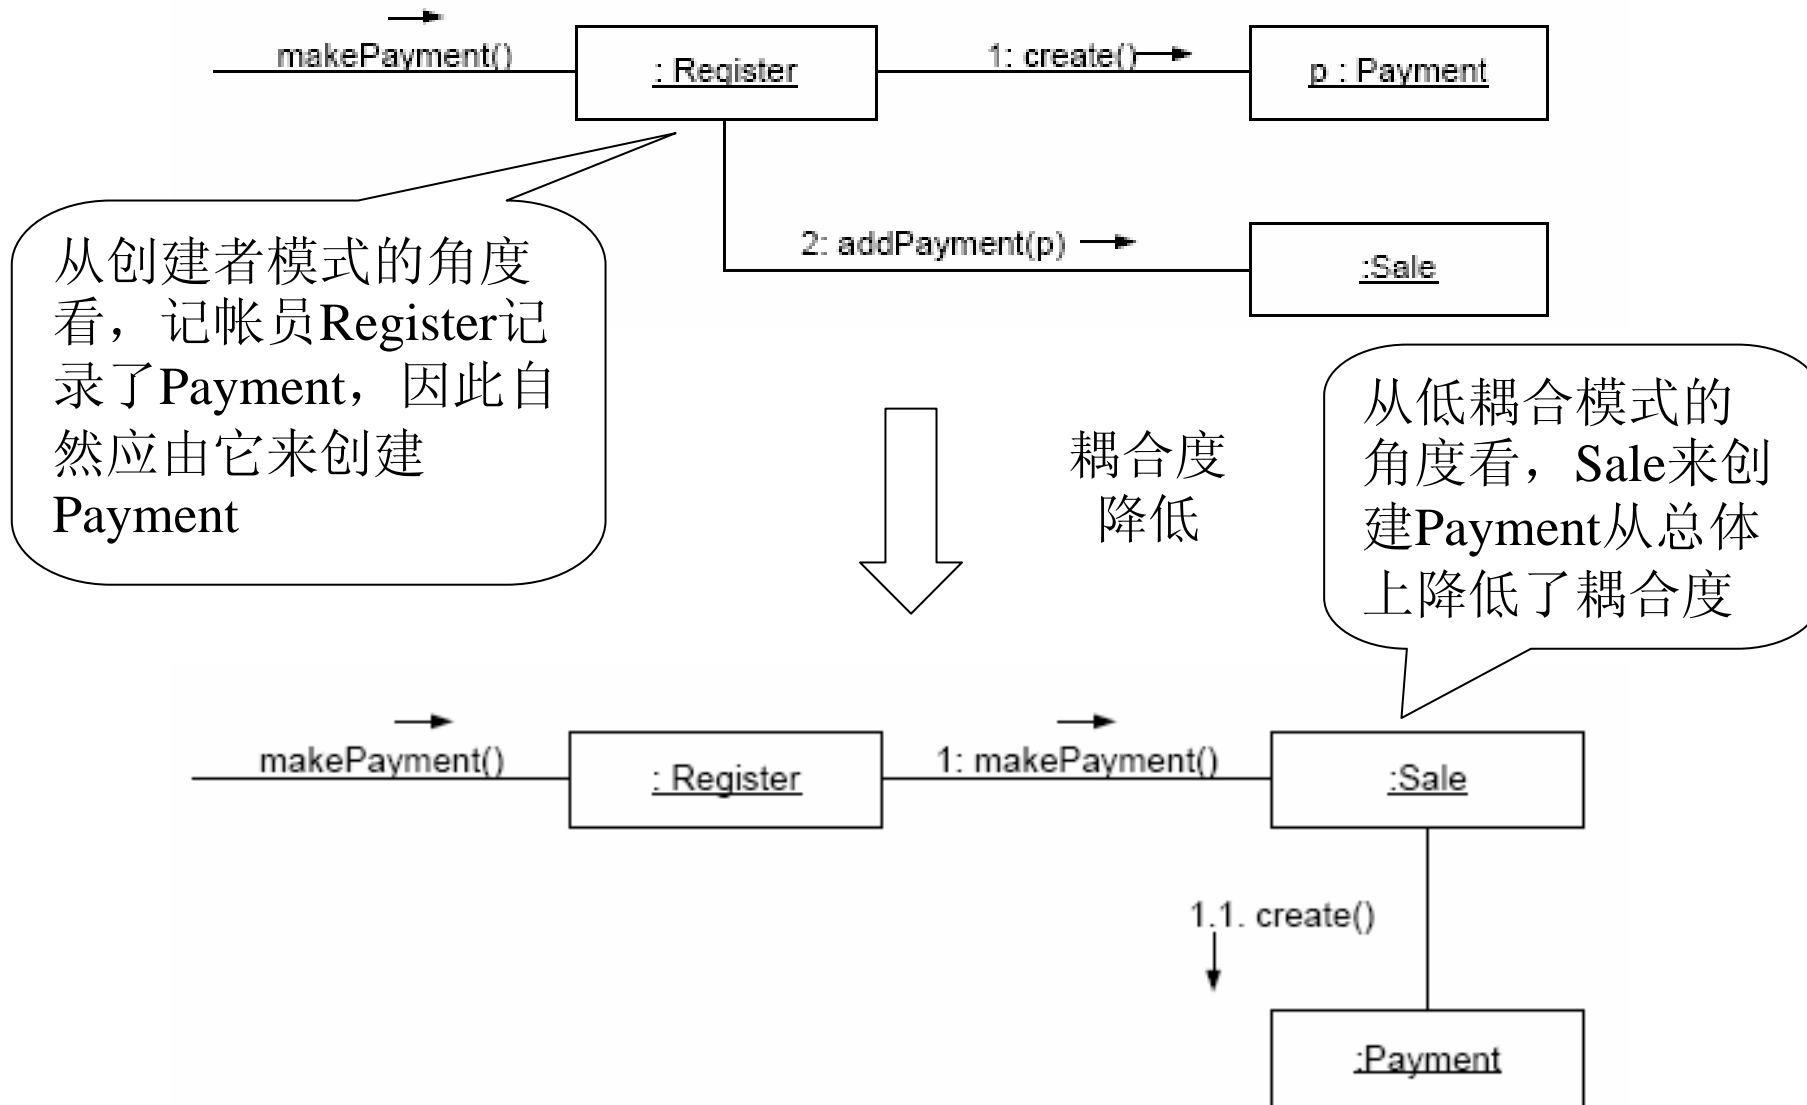 makePayment()
: Register
1: create()
p : Payment
2: addPayment(p)
:Sale
从创建者模式的角度
看，记帐员Register记
录了Payment，因此自
然应由它来创建
Payment
耦合度
降低
从低耦合模式的
角度看，Sale来创
建Payment从总体
上降低了耦合度
makePayment()
: Register
1: makePayment()
:Sale
1.1. create()
:Payment